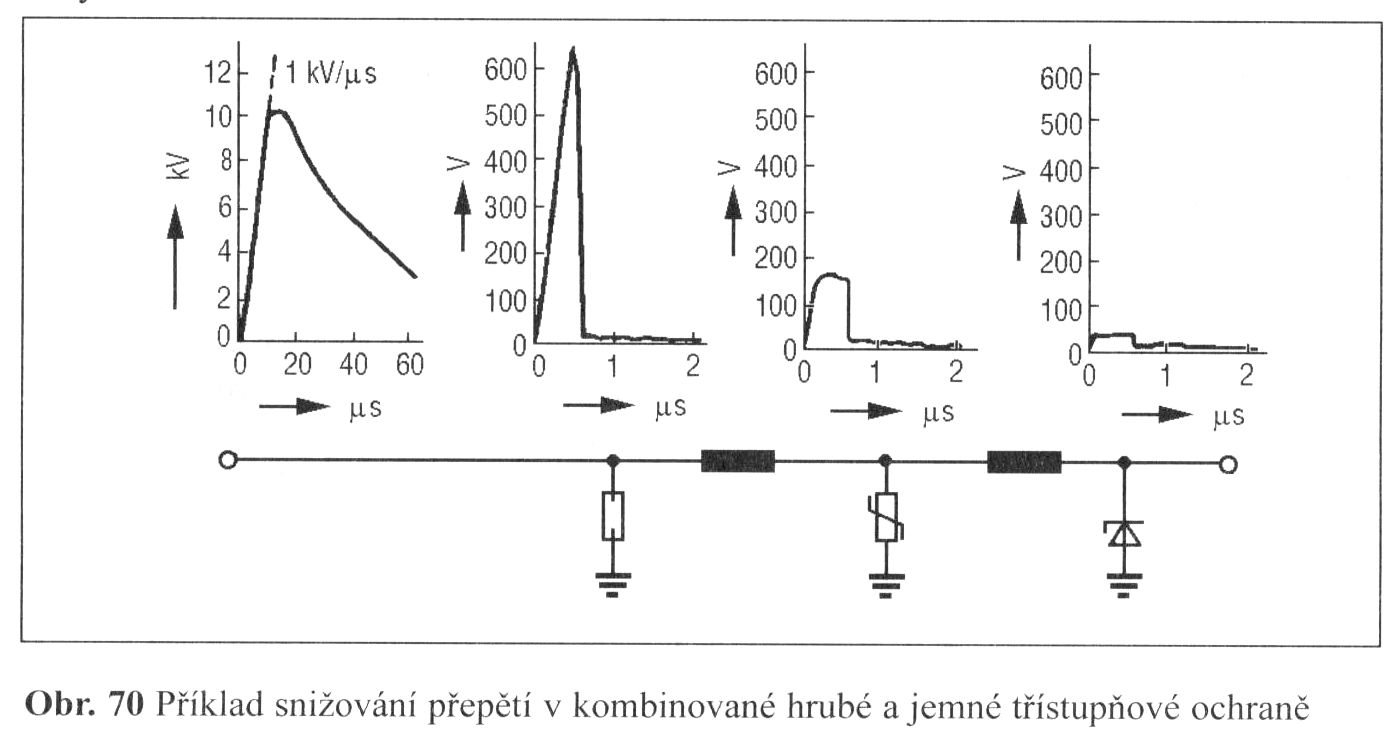 12
10
8
6
4
2
0
kV
1 kV/μs
0 20 40 60
μs
600
500
400
300
200
100
0
V
0 1 2
μs
600
500
400
300
200
100
0
V
0 1 2
μs
600
500
400
300
200
100
0
V
0 1 2
μs
Obr. 70 Příklad snižování přepětí v kombinované hrubé a jemné třístupňové ochraně